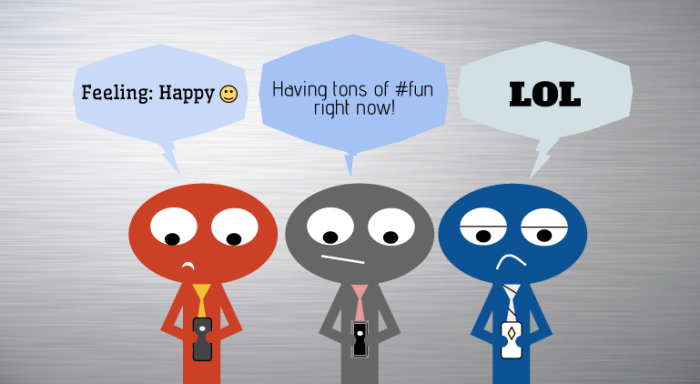 Feeling: Happy 🙂
Having tons of #fun
right now!
LOL